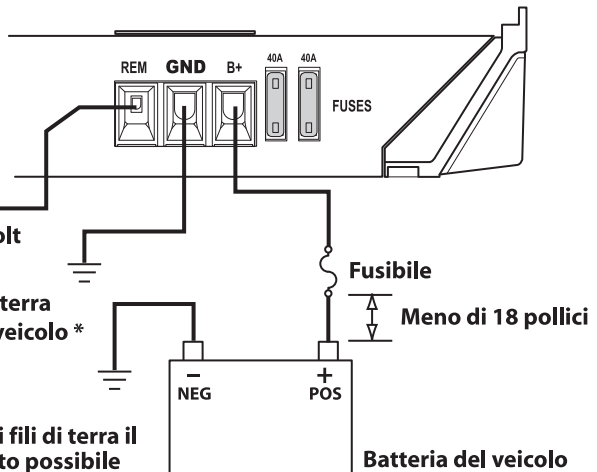 REM GND B+ 40A 40A
FUSES
olt
Fusibile
terra
veicolo *
Meno di 18 pollici
− +
NEG POS
i fili di terra il
to possibile
Batteria del veicolo